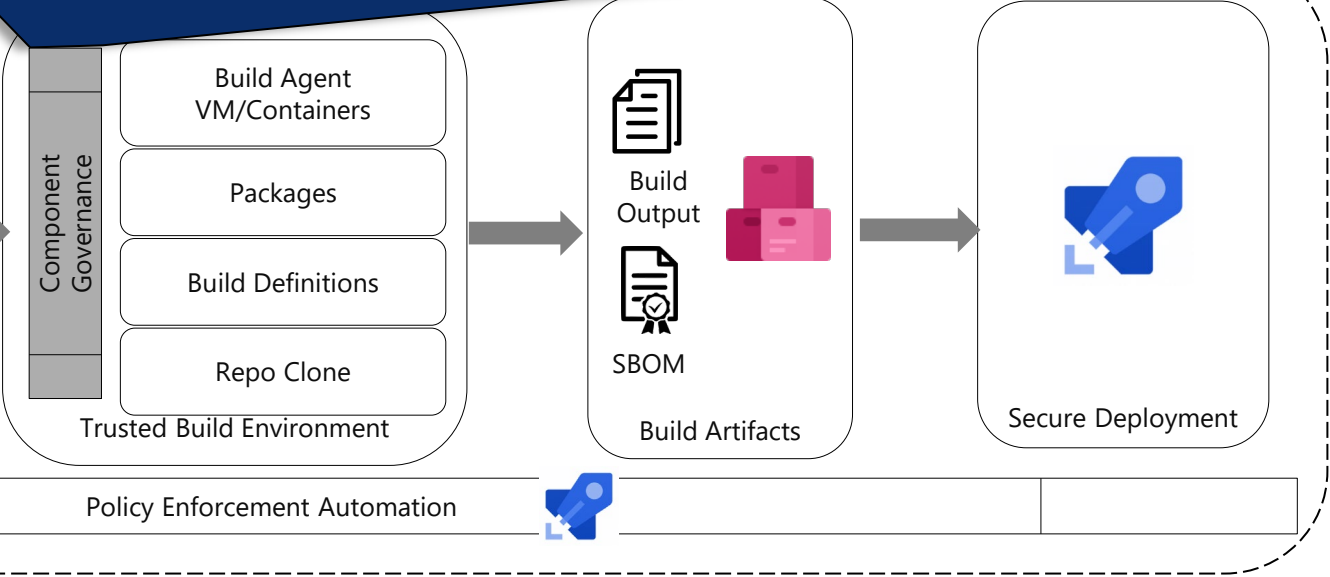 Component
Governance
Build Agent
VM/Containers
Packages
Build Definitions
Repo Clone
Trusted Build Environment
Build
Output
SBOM
Build Artifacts
Secure Deployment
Policy Enforcement Automation